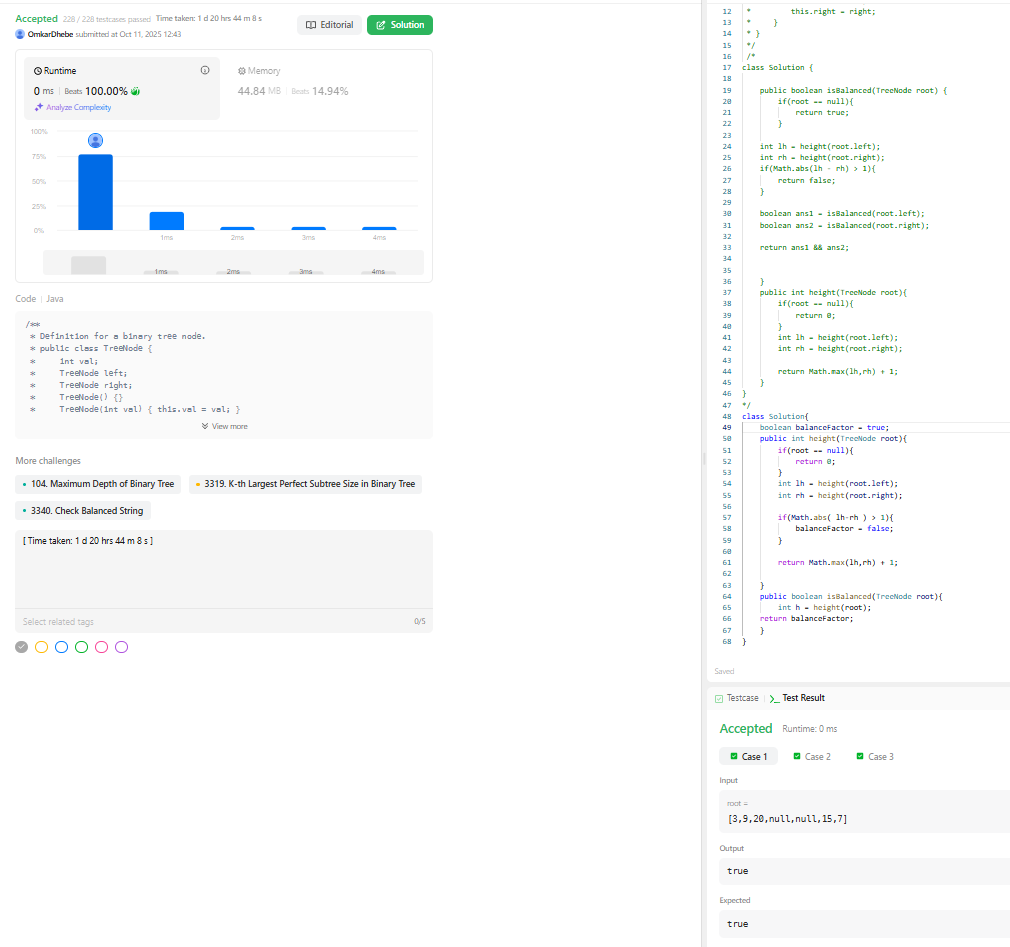 Accepted 228 / 228 testcases passed Time taken: 1 d 20 hrs 44 m 8 s
OmkarDhebe submitted at Oct 11, 2025 12:43
Editorial
Solution
Runtime
0 ms | Beats 100.00%
Analyze Complexity
Memory
44.84 MB | Beats 14.94%
100%
75%
50%
25%
0%
1ms 2ms 3ms 4ms
1ms 2ms 3ms 4ms
Code | Java
/**
* Definition for a binary tree node.
* public class TreeNode {
*     int val;
*     TreeNode left;
*     TreeNode right;
*     TreeNode() {}
*     TreeNode(int val) { this.val = val; }
View more
More challenges
104. Maximum Depth of Binary Tree
3319. K-th Largest Perfect Subtree Size in Binary Tree
3340. Check Balanced String
[ Time taken: 1 d 20 hrs 44 m 8 s ]
Select related tags 0/5
12 *         this.right = right;
13 *     }
14 * }
15 */
16 /*
17 class Solution {
18
19     public boolean isBalanced(TreeNode root) {
20         if(root == null){
21             return true;
22         }
23
24     int lh = height(root.left);
25     int rh = height(root.right);
26     if(Math.abs(lh - rh) > 1){
27         return false;
28     }
29
30     boolean ans1 = isBalanced(root.left);
31     boolean ans2 = isBalanced(root.right);
32
33     return ans1 && ans2;
34
35
36     }
37     public int height(TreeNode root){
38         if(root == null){
39             return 0;
40         }
41         int lh = height(root.left);
42         int rh = height(root.right);
43
44         return Math.max(lh,rh) + 1;
45     }
46 }
47 */
48 class Solution{
49     boolean balanceFactor = true;
50     public int height(TreeNode root){
51         if(root == null){
52             return 0;
53         }
54         int lh = height(root.left);
55         int rh = height(root.right);
56
57         if(Math.abs( lh-rh ) > 1){
58             balanceFactor = false;
59         }
60
61         return Math.max(lh,rh) + 1;
62
63     }
64     public boolean isBalanced(TreeNode root){
65         int h = height(root);
66     return balanceFactor;
67     }
68 }
Saved
Testcase | Test Result
Accepted Runtime: 0 ms
Case 1 Case 2 Case 3
Input
root =
[3,9,20,null,null,15,7]
Output
true
Expected
true